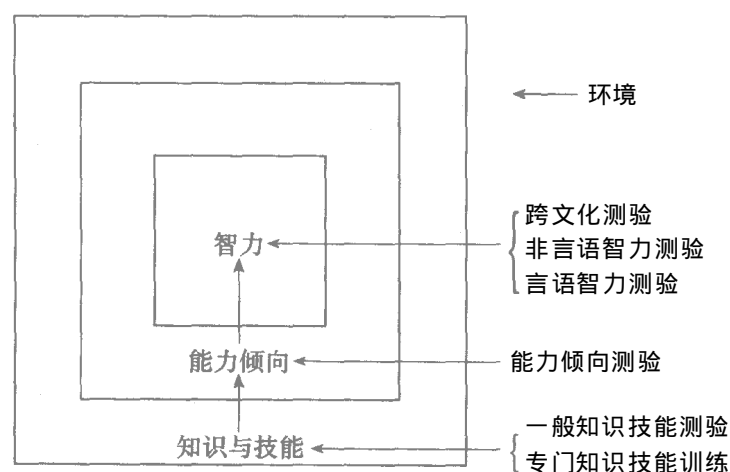 环境
跨文化测验
智力
非言语智力测验
言语智力测验
能力倾向
能力倾向测验
一般知识技能测验
知识与技能
专门知识技能训练